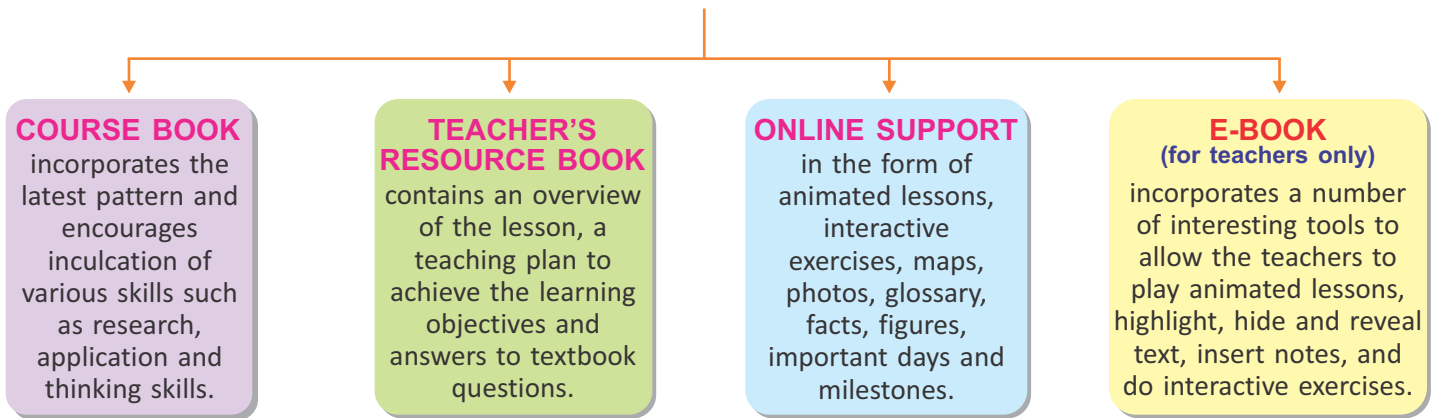 COURSE BOOK
incorporates the
latest pattern and
encourages
inculcation of
various skills such
as research,
application and
thinking skills.
TEACHER’S
RESOURCE BOOK
contains an overview
of the lesson, a
teaching plan to
achieve the learning
objectives and
answers to textbook
questions.
ONLINE SUPPORT
in the form of
animated lessons,
interactive
exercises, maps,
photos, glossary,
facts, figures,
important days and
milestones.
E-BOOK
(for teachers only)
incorporates a number
of interesting tools to
allow the teachers to
play animated lessons,
highlight, hide and reveal
text, insert notes, and
do interactive exercises.